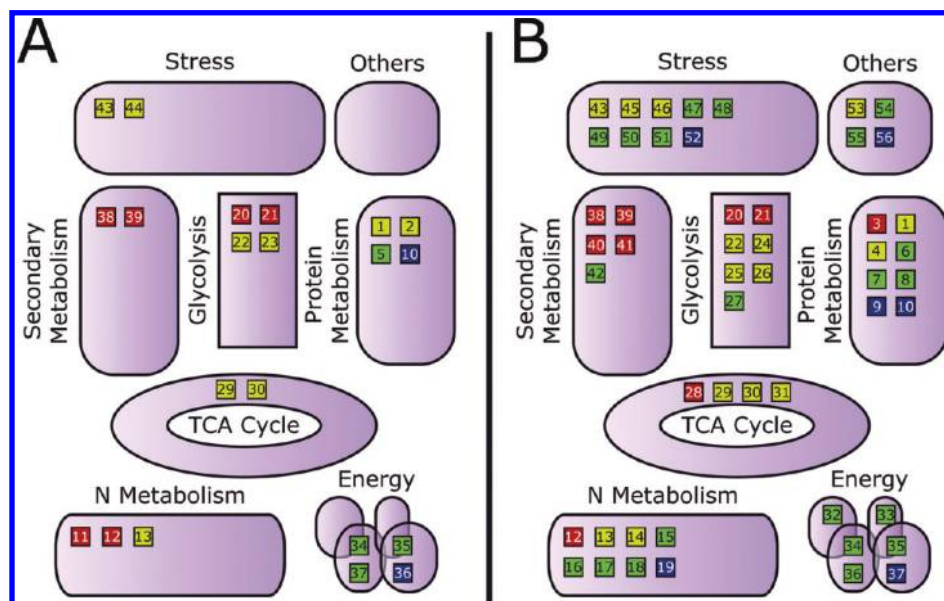 A
Stress
Others
43 44
Secondary
Metabolism
38 39
Glycolysis
20 21
22 23
Protein
Metabolism
1 2
5 10
29 30
TCA Cycle
N Metabolism
11 12 13
Energy
34 35
37 36
B
Stress
Others
43 45 46 47 48
49 50 51 52
53 54
55 56
Secondary
Metabolism
38 39
40 41
42
Glycolysis
20 21
22 24
25 26
27
Protein
Metabolism
3 1
4 6
7 8
9 10
28 29 30 31
TCA Cycle
N Metabolism
12 13 14 15
16 17 18 19
Energy
32 33
34 35
36 37